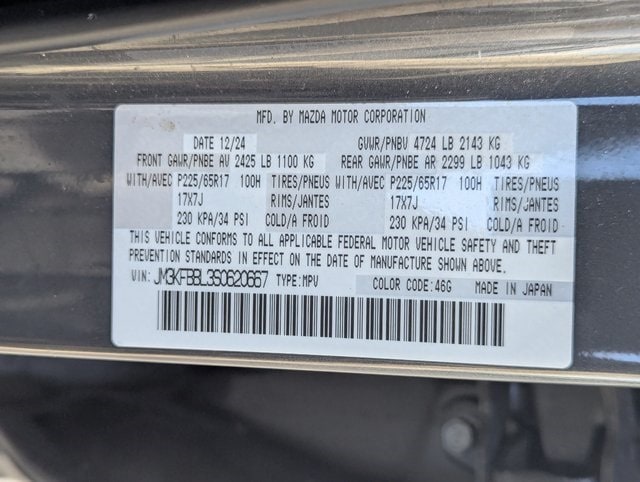 MFD. BY MAZDA MOTOR CORPORATION
DATE 12/24 GVWR/PNBV 4724 LB 2143 KG
FRONT GAWR/PNBE AV 2425 LB 1100 KG REAR GAWR/PNBE AR 2299 LB 1043 KG
WITH/AVEC P225/65R17 100H TIRES/PNEUS WITH/AVEC P225/65R17 100H TIRES/PNEUS
17X7J RIMS/JANTES 17X7J RIMS/JANTES
230 KPA/34 PSI COLD/A FROID 230 KPA/34 PSI COLD/A FROID
THIS VEHICLE CONFORMS TO ALL APPLICABLE FEDERAL MOTOR VEHICLE SAFETY AND THEFT
PREVENTION STANDARDS IN EFFECT ON THE DATE OF MANUFACTURE SHOWN ABOVE.
VIN: JM3KFBBL3S0620667 TYPE:MPV COLOR CODE:46G MADE IN JAPAN